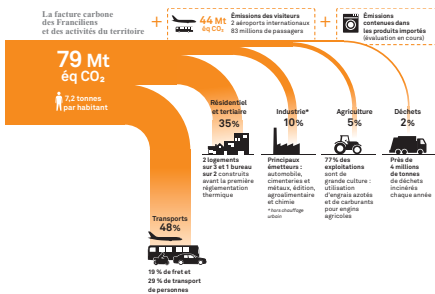 La facture carbone
des Franciliens
et des activités du territoire
+
44 Mt
éq CO₂
Émissions des visiteurs
2 aéroports internationaux
83 millions de passagers
+
Émissions
contenues dans
les produits importés
(évaluation en cours)
79 Mt
éq CO₂
7,2 tonnes
par habitant
Résidentiel
et tertiaire
35%
2 logements
sur 3 et 1 bureau
sur 2 construits
avant la première
réglementation
thermique
Industrie*
10%
Principaux
émetteurs :
automobile,
cimenteries et
métaux, édition,
agroalimentaire
et chimie
* hors chauffage
urbain
Agriculture
5%
77 % des
exploitations
sont de
grande culture :
utilisation
d'engrais azotés
et de carburants
pour engins
agricoles
Déchets
2%
Près de
4 millions
de tonnes
de déchets
incinérés
chaque année
Transports
48%
19 % de fret et
29 % de transport
de personnes